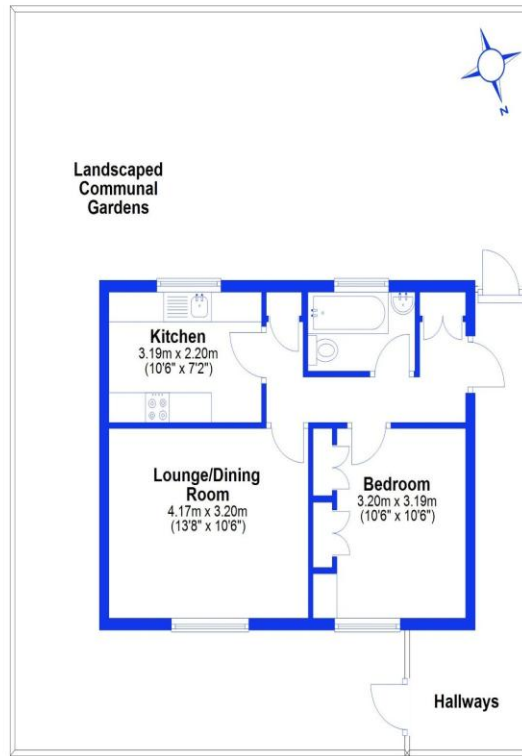 N
Landscaped
Communal
Gardens
Kitchen
3.19m x 2.20m
(10'6" x 7'2")
Lounge/Dining
Room
4.17m x 3.20m
(13'8" x 10'6")
Bedroom
3.20m x 3.19m
(10'6" x 10'6")
Hallways